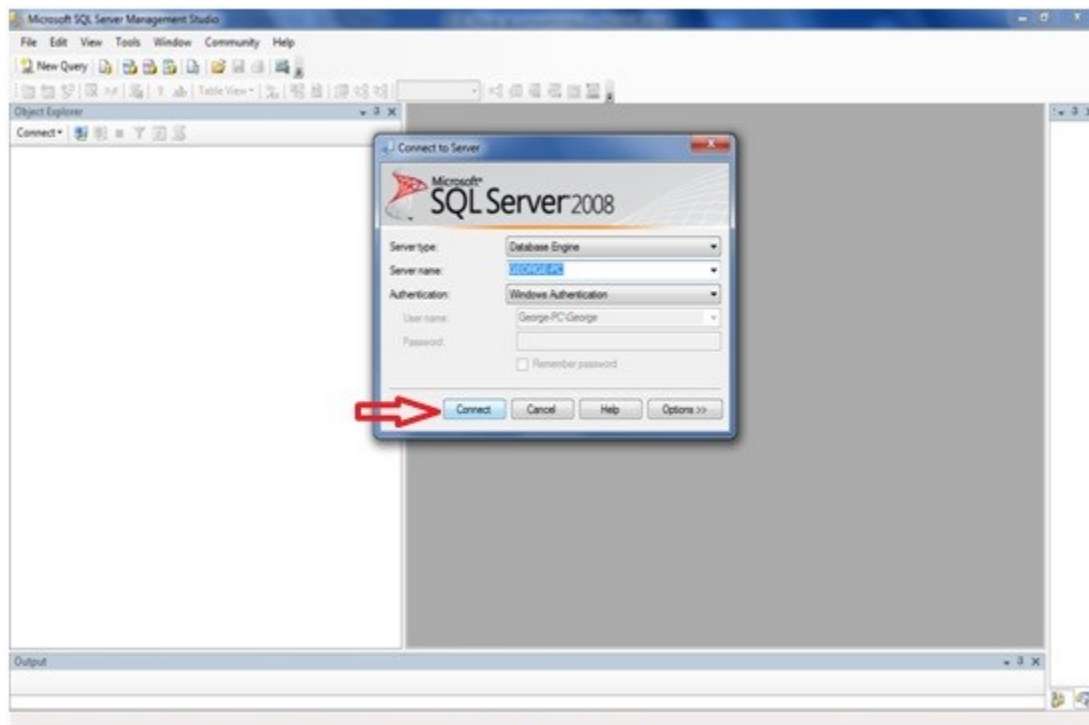 Microsoft SQL Server Management Studio
File Edit View Tools Window Community Help
New Query
Table View
Object Explorer
Connect
Connect to Server
Microsoft
SQL Server 2008
Server type: Database Engine
Server name: GEORGE-PC
Authentication: Windows Authentication
User name: George-PC\George
Password:
Remember password
Connect Cancel Help Options >>
Output